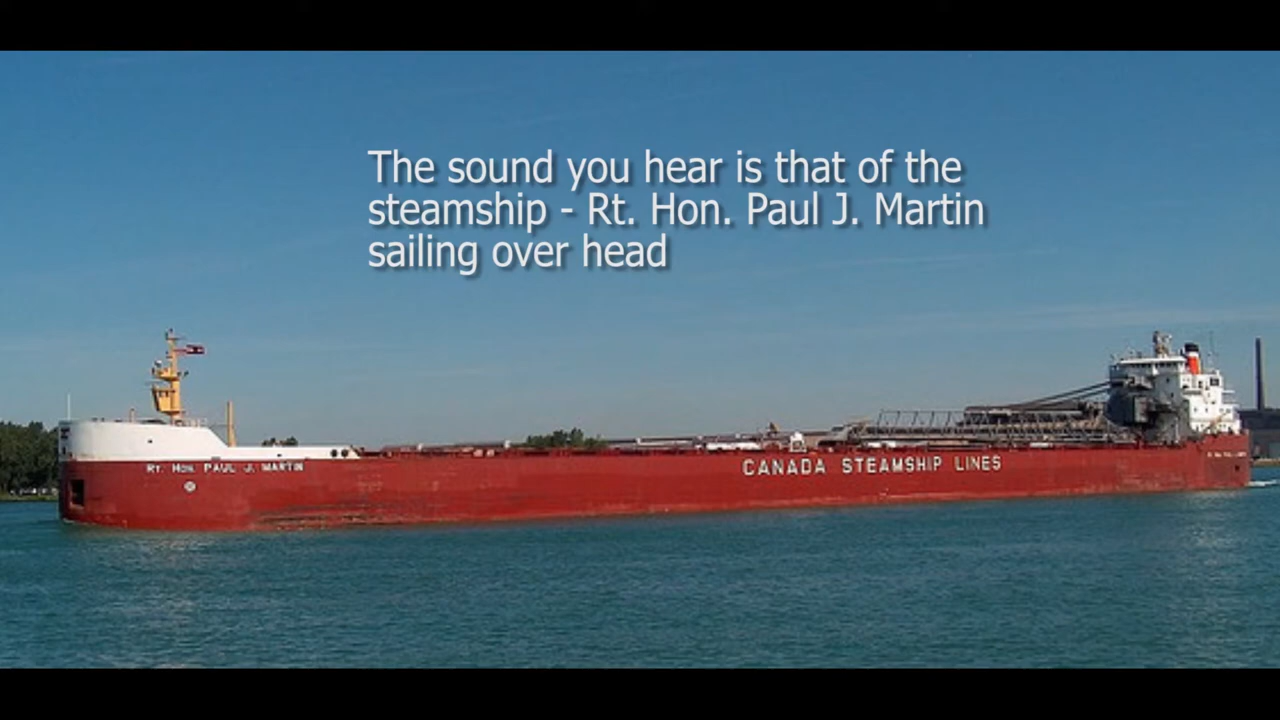 The sound you hear is that of the
steamship - Rt. Hon. Paul J. Martin
sailing over head
RT. HON. PAUL J. MARTIN
CANADA STEAMSHIP LINES